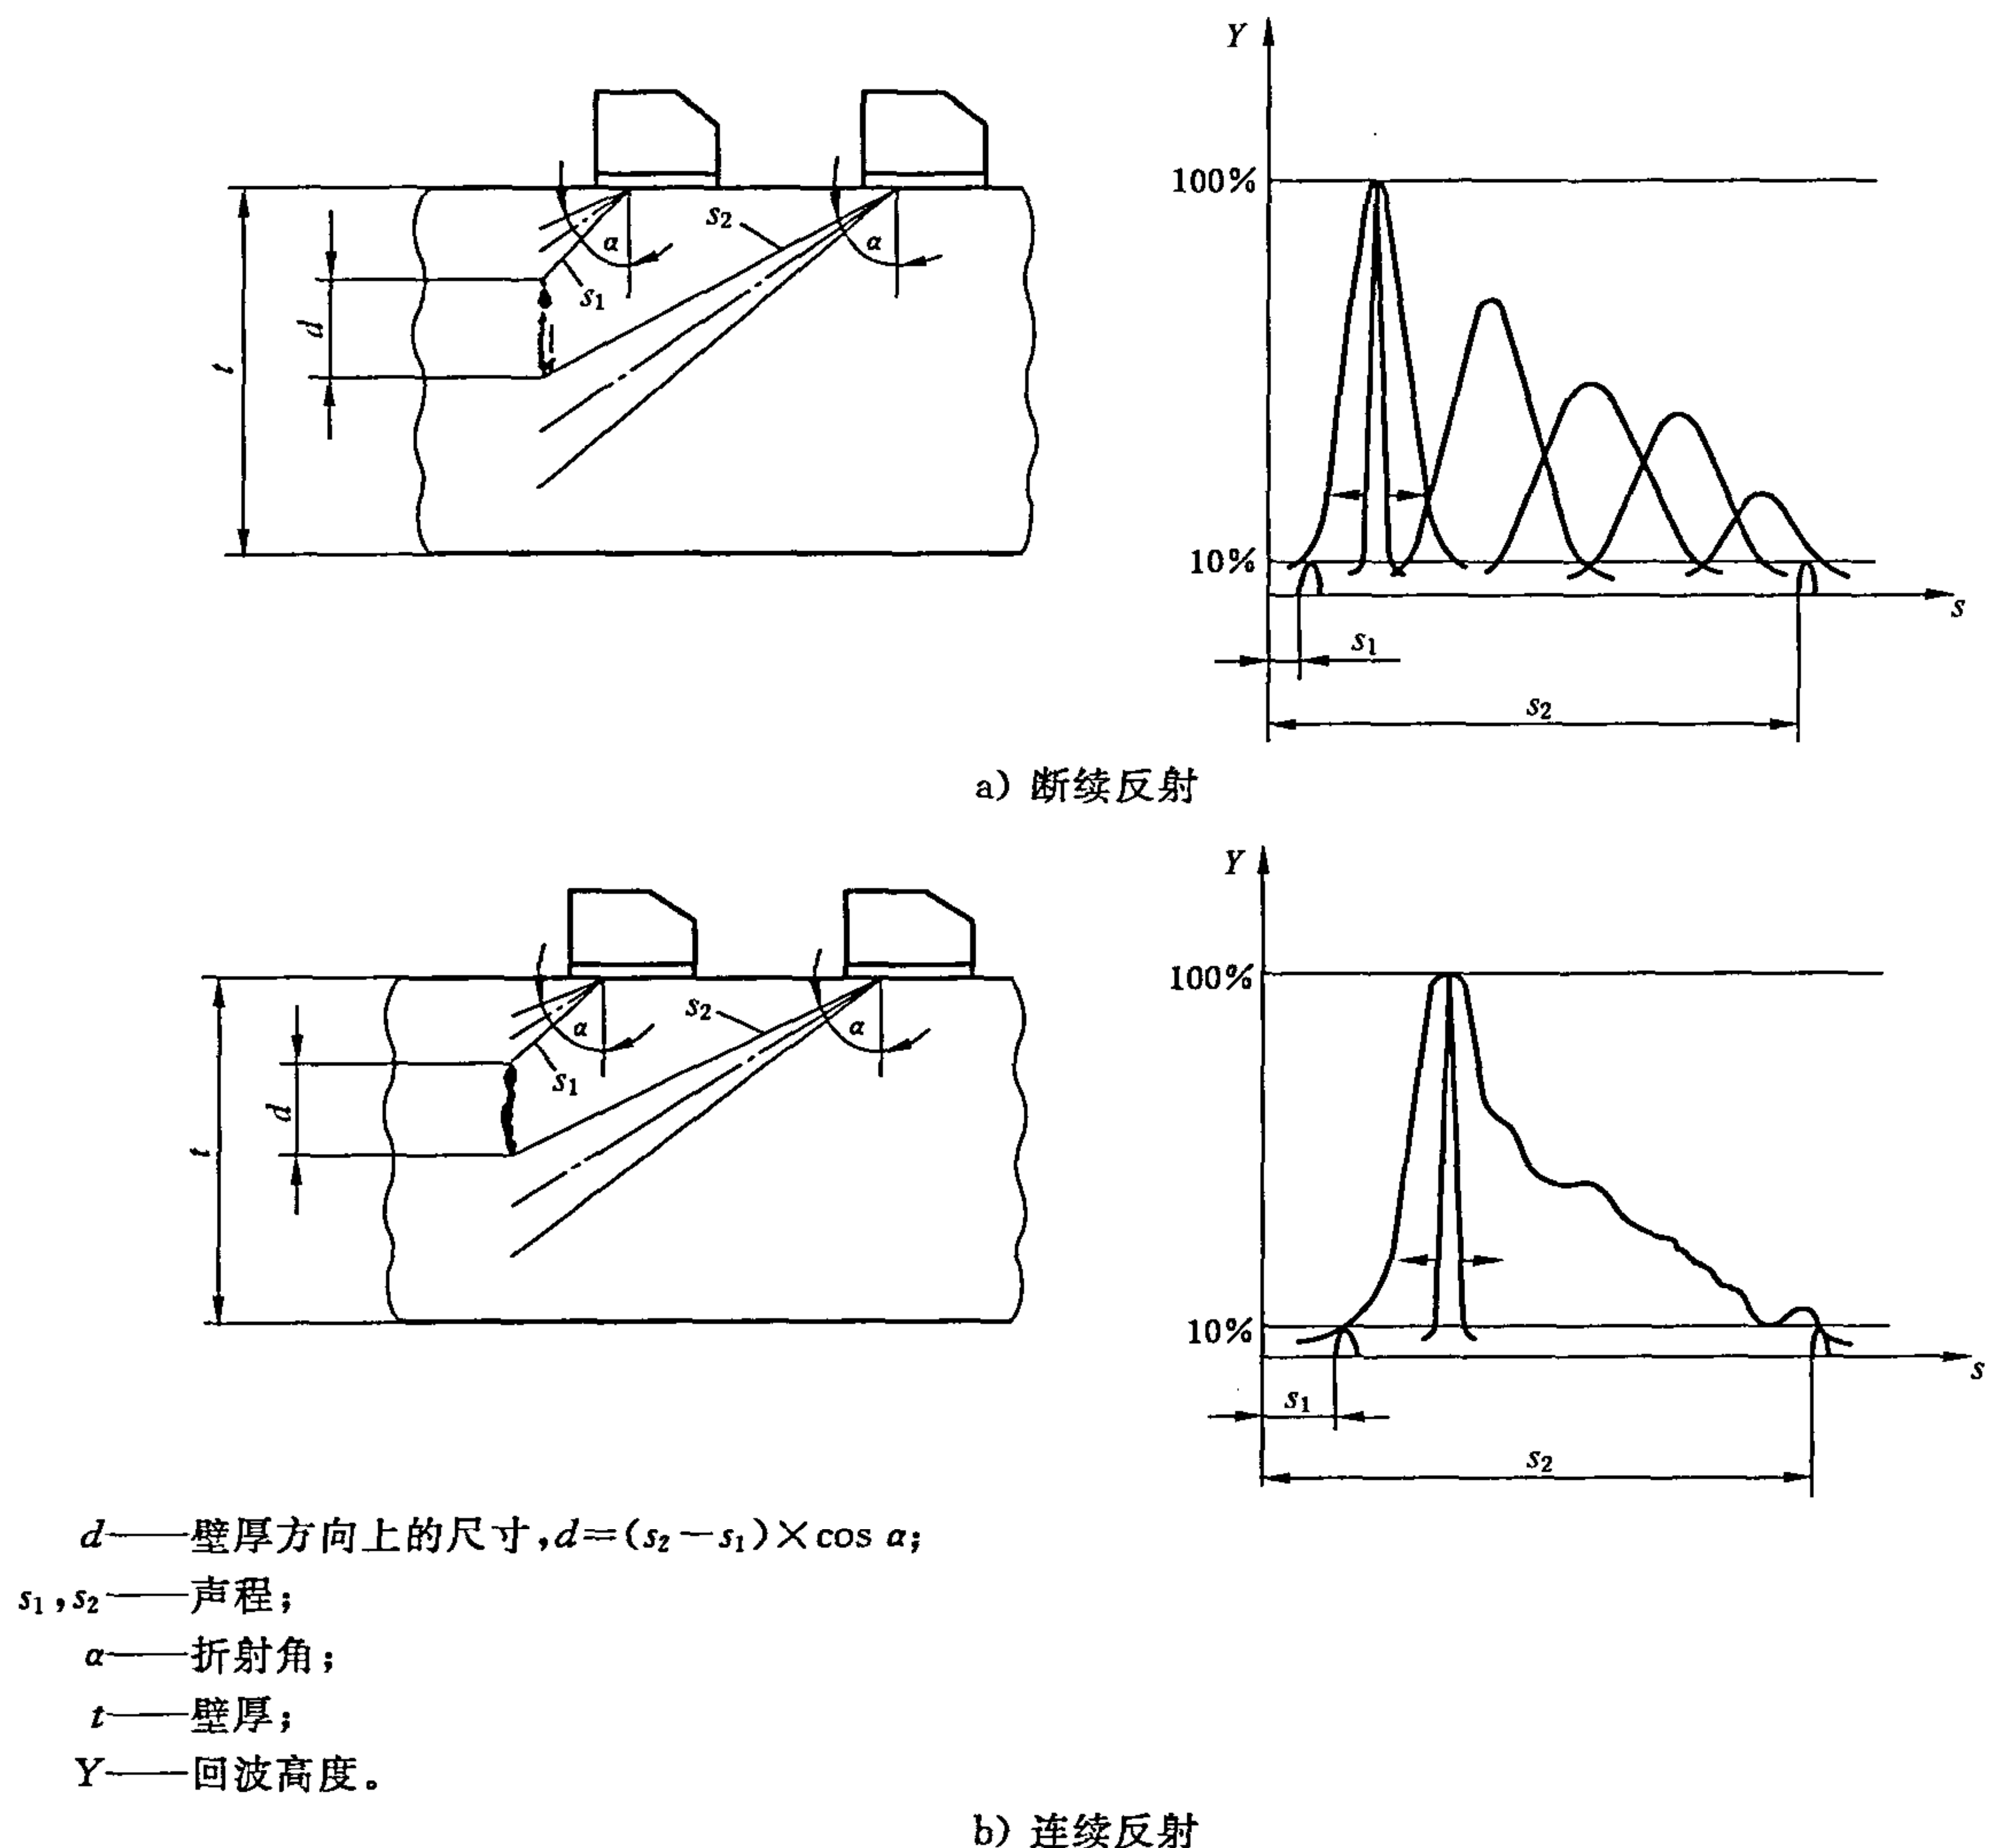 Y
100%
s₂
α
α
s₁
d
t
10%
s
s₁
s₂
a) 断续反射
Y
100%
s₂
α
α
s₁
d
t
10%
s
s₁
s₂
d——壁厚方向上的尺寸,d=(s₂-s₁)×cos α;
s₁,s₂——声程;
α——折射角;
t——壁厚;
Y——回波高度。
b) 连续反射